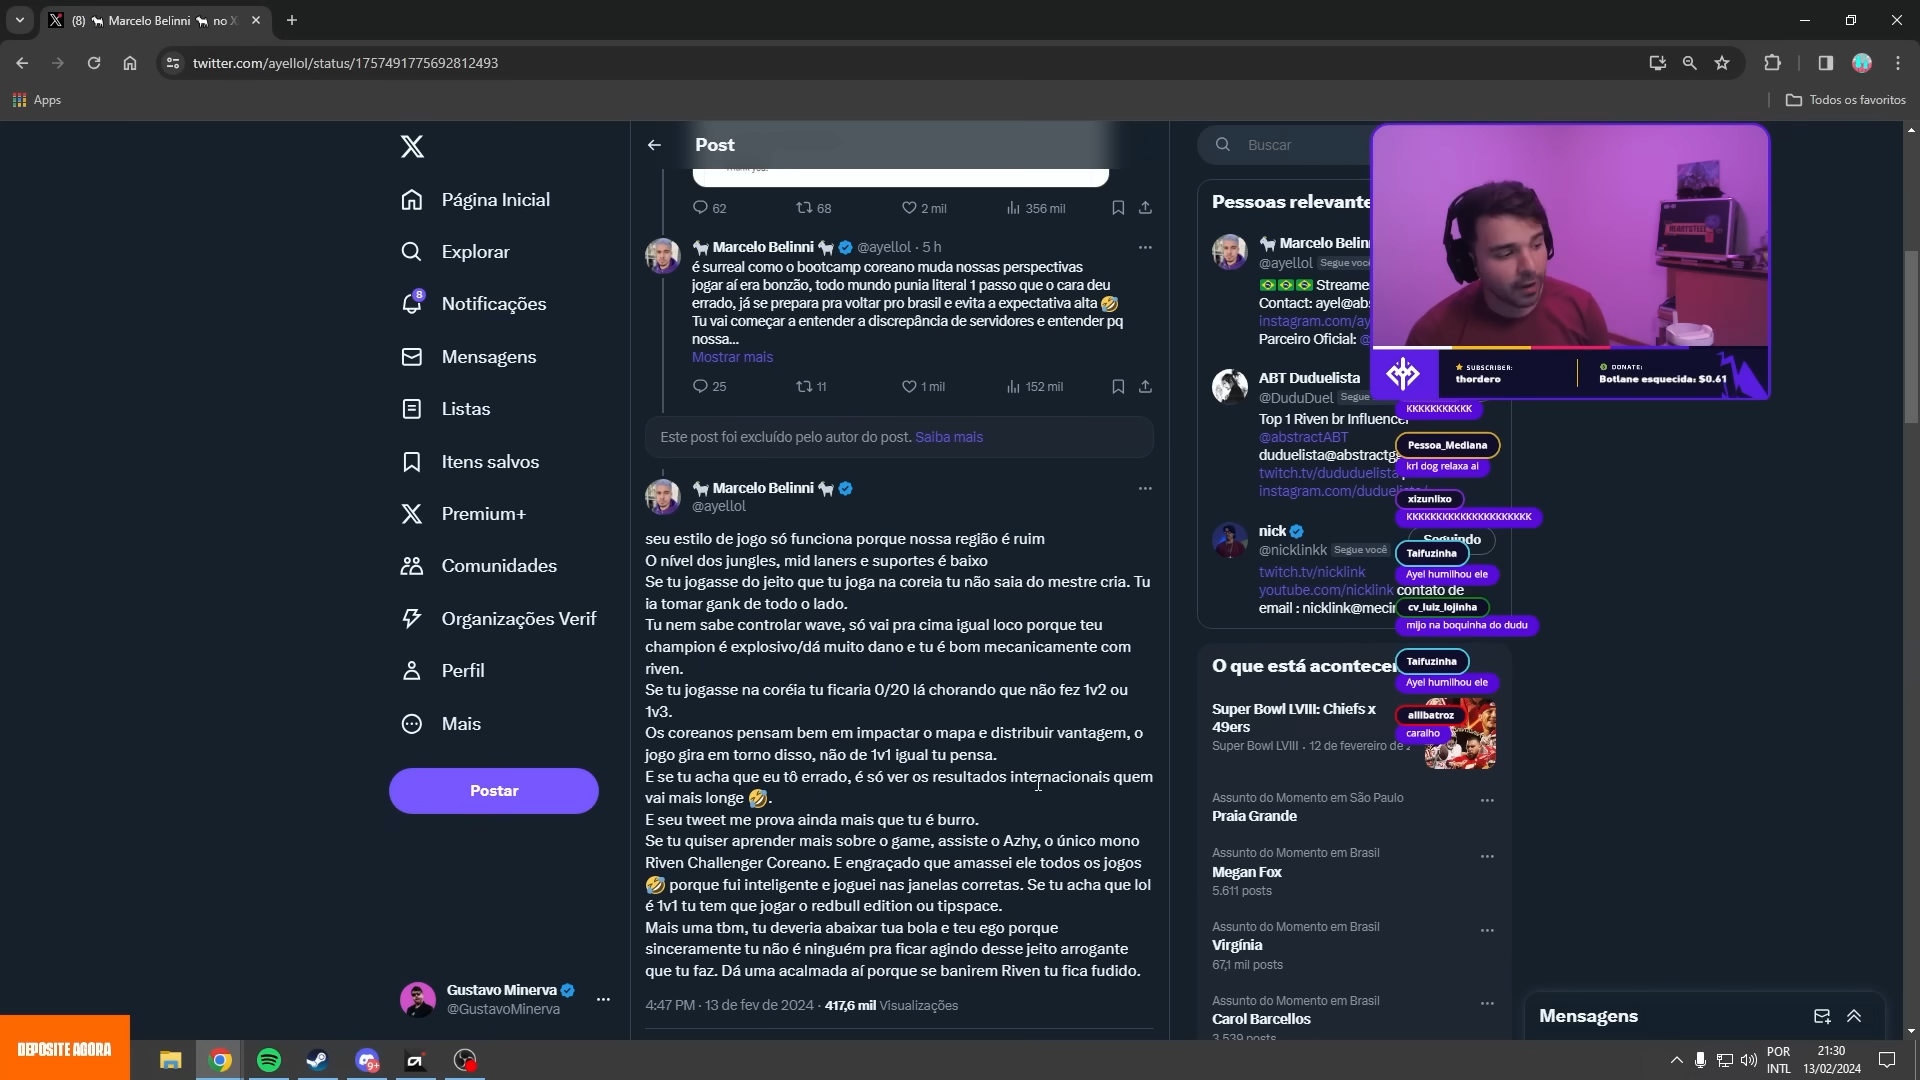 (8) 🐐 Marcelo Belinni 🐐 no X
twitter.com/ayellol/status/1757491775692812493
Apps
Todos os favoritos
Página Inicial
Explorar
8
Notificações
Mensagens
Listas
Itens salvos
Premium+
Comunidades
Organizações Verif
Perfil
Mais
Postar
Gustavo Minerva
@GustavoMinerva
Post
62
68
2 mil
356 mil
🐐 Marcelo Belinni 🐐 @ayellol · 5 h
é surreal como o bootcamp coreano muda nossas perspectivas
jogar aí era bonzão, todo mundo punia literal 1 passo que o cara deu
errado, já se prepara pra voltar pro brasil e evita a expectativa alta 🤣
Tu vai começar a entender a discrepância de servidores e entender pq
nossa...
Mostrar mais
25
11
1 mil
152 mil
Este post foi excluído pelo autor do post. Saiba mais
🐐 Marcelo Belinni 🐐
@ayellol
seu estilo de jogo só funciona porque nossa região é ruim
O nível dos jungles, mid laners e suportes é baixo
Se tu jogasse do jeito que tu joga na coreia tu não saia do mestre cria. Tu
ia tomar gank de todo o lado.
Tu nem sabe controlar wave, só vai pra cima igual loco porque teu
champion é explosivo/dá muito dano e tu é bom mecanicamente com
riven.
Se tu jogasse na coréia tu ficaria 0/20 lá chorando que não fez 1v2 ou
1v3.
Os coreanos pensam bem em impactar o mapa e distribuir vantagem, o
jogo gira em torno disso, não de 1v1 igual tu pensa.
E se tu acha que eu tô errado, é só ver os resultados internacionais quem
vai mais longe 🤣.
E seu tweet me prova ainda mais que tu é burro.
Se tu quiser aprender mais sobre o game, assiste o Azhy, o único mono
Riven Challenger Coreano. E engraçado que amassei ele todos os jogos
🤣 porque fui inteligente e joguei nas janelas corretas. Se tu acha que lol
é 1v1 tu tem que jogar o redbull edition ou tipspace.
Mais uma tbm, tu deveria abaixar tua bola e teu ego porque
sinceramente tu não é ninguém pra ficar agindo desse jeito arrogante
que tu faz. Dá uma acalmada aí porque se banirem Riven tu fica fudido.
4:47 PM · 13 de fev de 2024 · 417,6 mil Visualizações
Buscar
Pessoas relevante
🐐 Marcelo Belin
@ayellol Segue você
🇧🇷🇧🇷🇧🇷 Streame
Contact: ayel@ab
instagram.com/ay
Parceiro Oficial: @
ABT Duduelista
@DuduDuel Segue
Top 1 Riven br Influencer
@abstractABT
duduelista@abstractg
twitch.tv/dududuelista
instagram.com/duduel
nick
@nicklinkk Segue você
Seguindo
twitch.tv/nicklink
youtube.com/nicklink contato de
email : nicklink@mecir
O que está acontece
Super Bowl LVIII: Chiefs x
49ers
Super Bowl LVIII · 12 de fevereiro de
Assunto do Momento em São Paulo
Praia Grande
Assunto do Momento em Brasil
Megan Fox
5.611 posts
Assunto do Momento em Brasil
Virgínia
67,1 mil posts
Assunto do Momento em Brasil
Carol Barcellos
3.539 posts
HEARTSTEEL
SUBSCRIBER:
thordero
DONATE:
Botlane esquecida: $0.61
KKKKKKKKKKK
Pessoa_Mediana
krl dog relaxa ai
xizunlixo
KKKKKKKKKKKKKKKKKKKKK
Taifuzinha
Ayel humilhou ele
cv_luiz_lojinha
mijo na boquinha do dudu
Taifuzinha
Ayel humilhou ele
allibatroz
caralho
Mensagens
DEPOSITE AGORA
9+
POR
INTL
21:30
13/02/2024